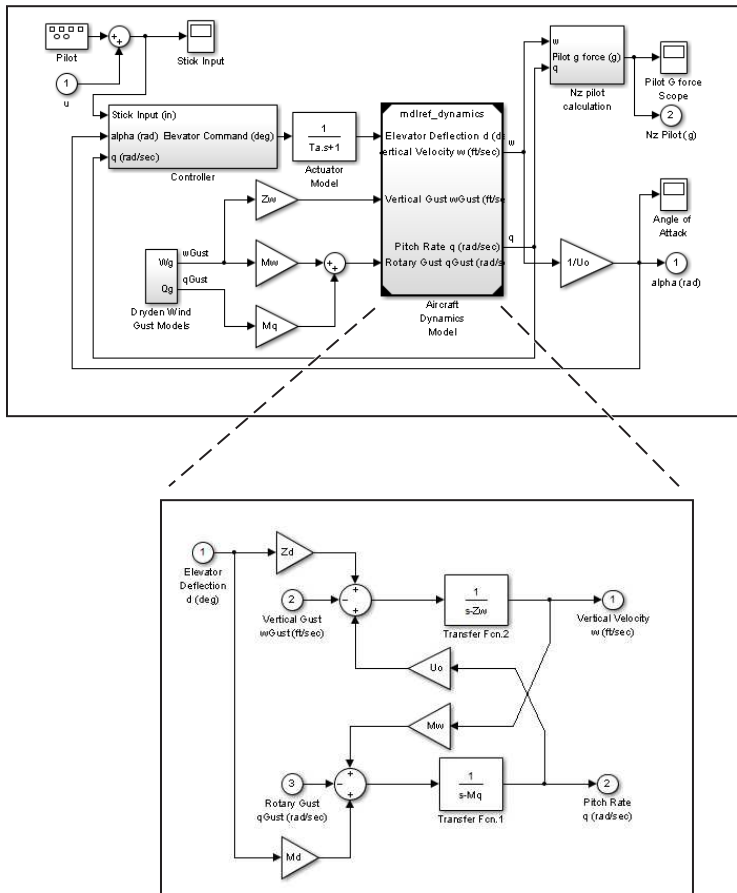 Pilot
+
+
Stick Input
1
u
Stick Input (in)
alpha (rad) Elevator Command (deg)
q (rad/sec)
Controller
1
Ta.s+1
Actuator
Model
mdlref_dynamics
Elevator Deflection d (d
ertical Velocity w (ft/sec)
Vertical Gust wGust (ft/se
Pitch Rate q (rad/sec)
Rotary Gust qGust (rad/s
Aircraft
Dynamics
Model
w
q
w
q
Pilot g force (g)
Nz pilot
calculation
Pilot G force
Scope
2
Nz Pilot (g)
Angle of
Attack
1/Uo
1
alpha (rad)
Zw
Mw
Mq
+
+
Wg
Qg
wGust
qGust
Dryden Wind
Gust Models
1
Elevator
Deflection
d (deg)
Zd
2
Vertical Gust
wGust (ft/sec)
+
−
+
1
s-Zw
Transfer Fcn.2
1
Vertical Velocity
w (ft/sec)
Uo
Mw
3
Rotary Gust
qGust (rad/sec)
+
−
+
1
s-Mq
Transfer Fcn.1
2
Pitch Rate
q (rad/sec)
Md